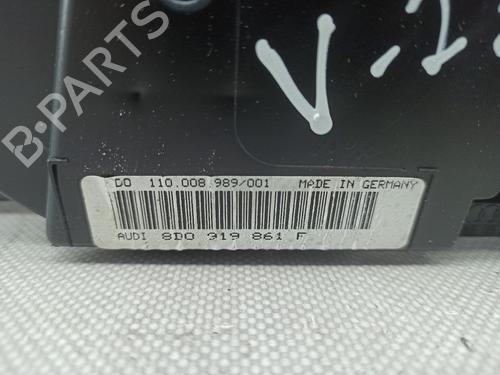 B-PARTS
DO 110.008.989/001 MADE IN GERMANY
AUDI 8D0 919 861 F